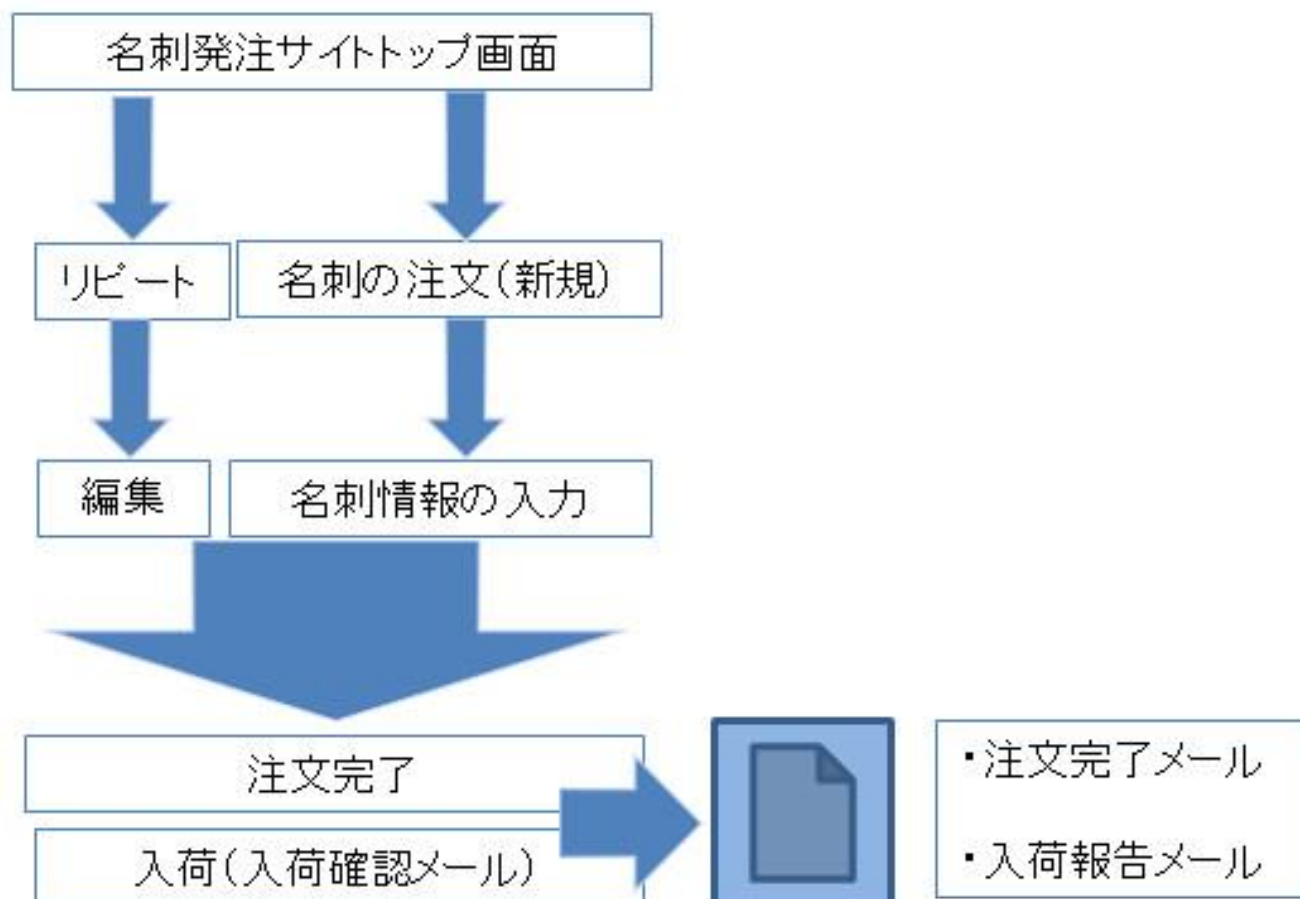 名刺発注サイトトップ画面
リピート
名刺の注文(新規)
編集
名刺情報の入力
注文完了
入荷(入荷確認メール)
・注文完了メール
・入荷報告メール